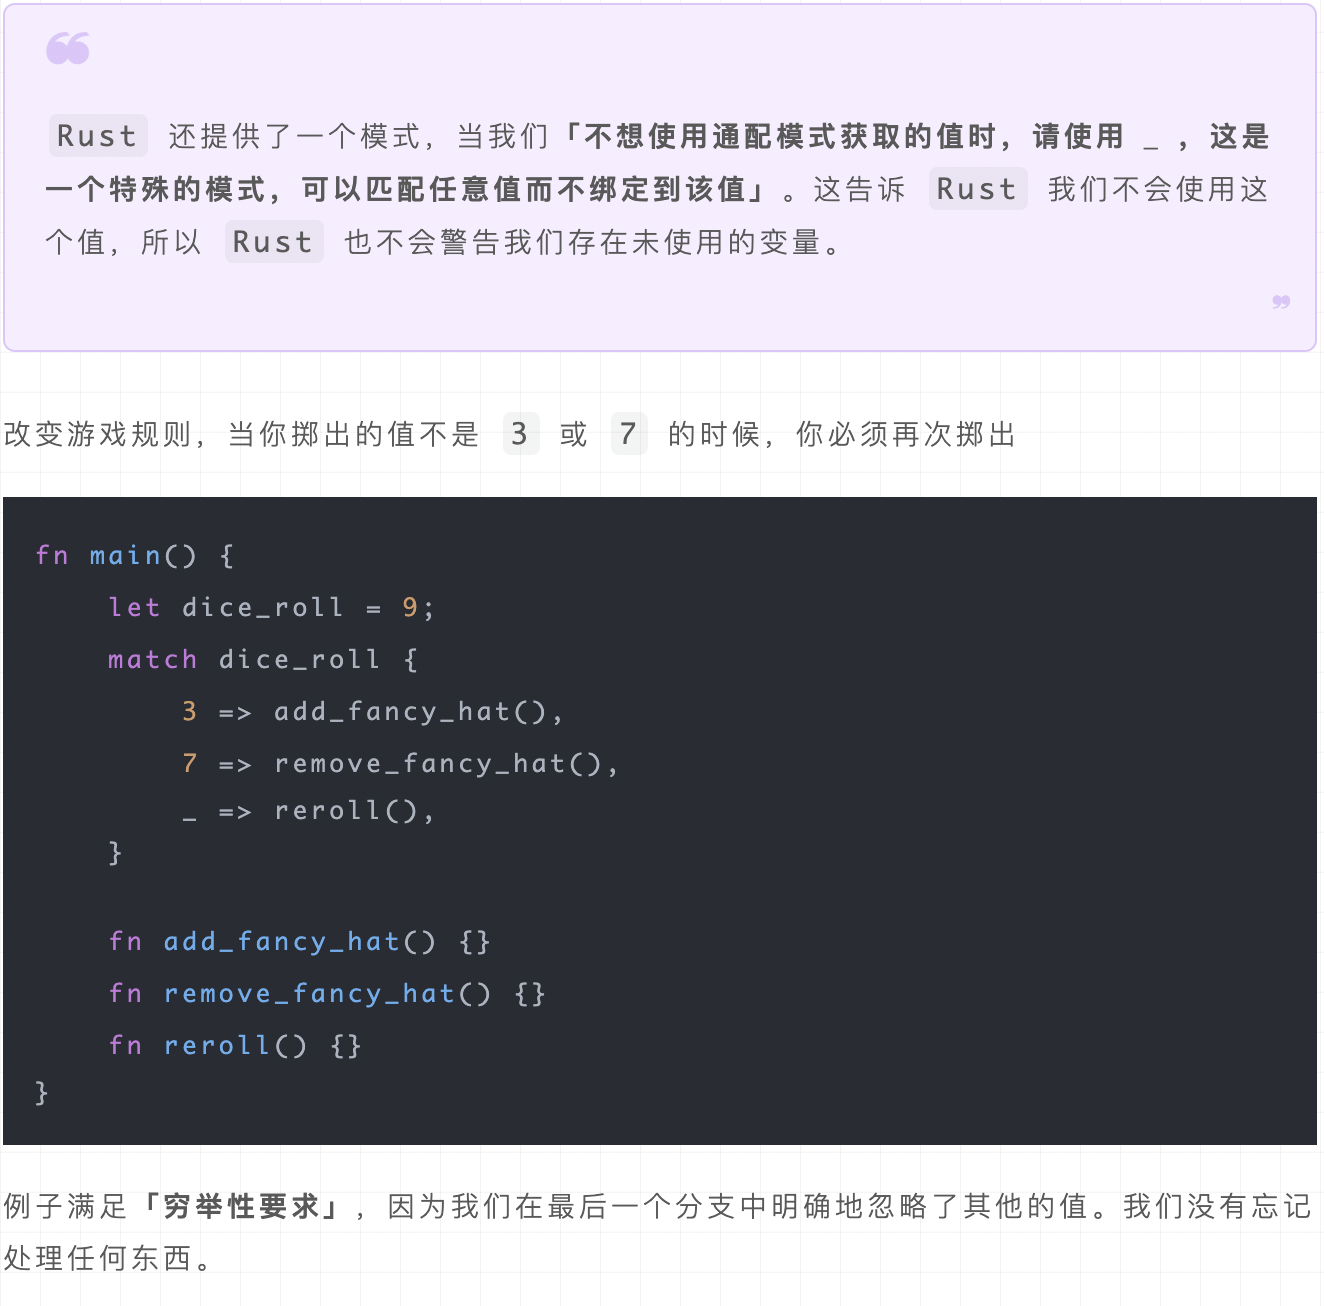 ❝
Rust 还提供了一个模式，当我们「不想使用通配模式获取的值时，请使用 _ ，这是
一个特殊的模式，可以匹配任意值而不绑定到该值」。这告诉 Rust 我们不会使用这
个值，所以 Rust 也不会警告我们存在未使用的变量。
❞
改变游戏规则，当你掷出的值不是 3 或 7 的时候，你必须再次掷出
fn main() {
    let dice_roll = 9;
    match dice_roll {
        3 => add_fancy_hat(),
        7 => remove_fancy_hat(),
        _ => reroll(),
    }
    fn add_fancy_hat() {}
    fn remove_fancy_hat() {}
    fn reroll() {}
}
例子满足「穷举性要求」，因为我们在最后一个分支中明确地忽略了其他的值。我们没有忘记
处理任何东西。